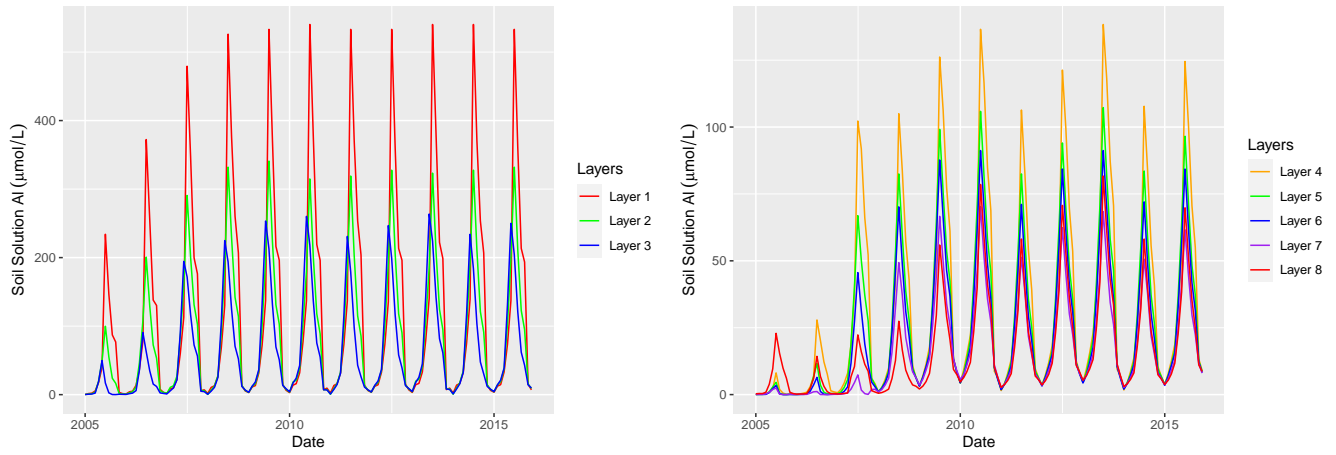 Soil Solution Al (μmol/L)
400
200
0
2005
2010
2015
Date
Layers
Layer 1
Layer 2
Layer 3
Soil Solution Al (μmol/L)
100
50
0
2005
2010
2015
Date
Layers
Layer 4
Layer 5
Layer 6
Layer 7
Layer 8